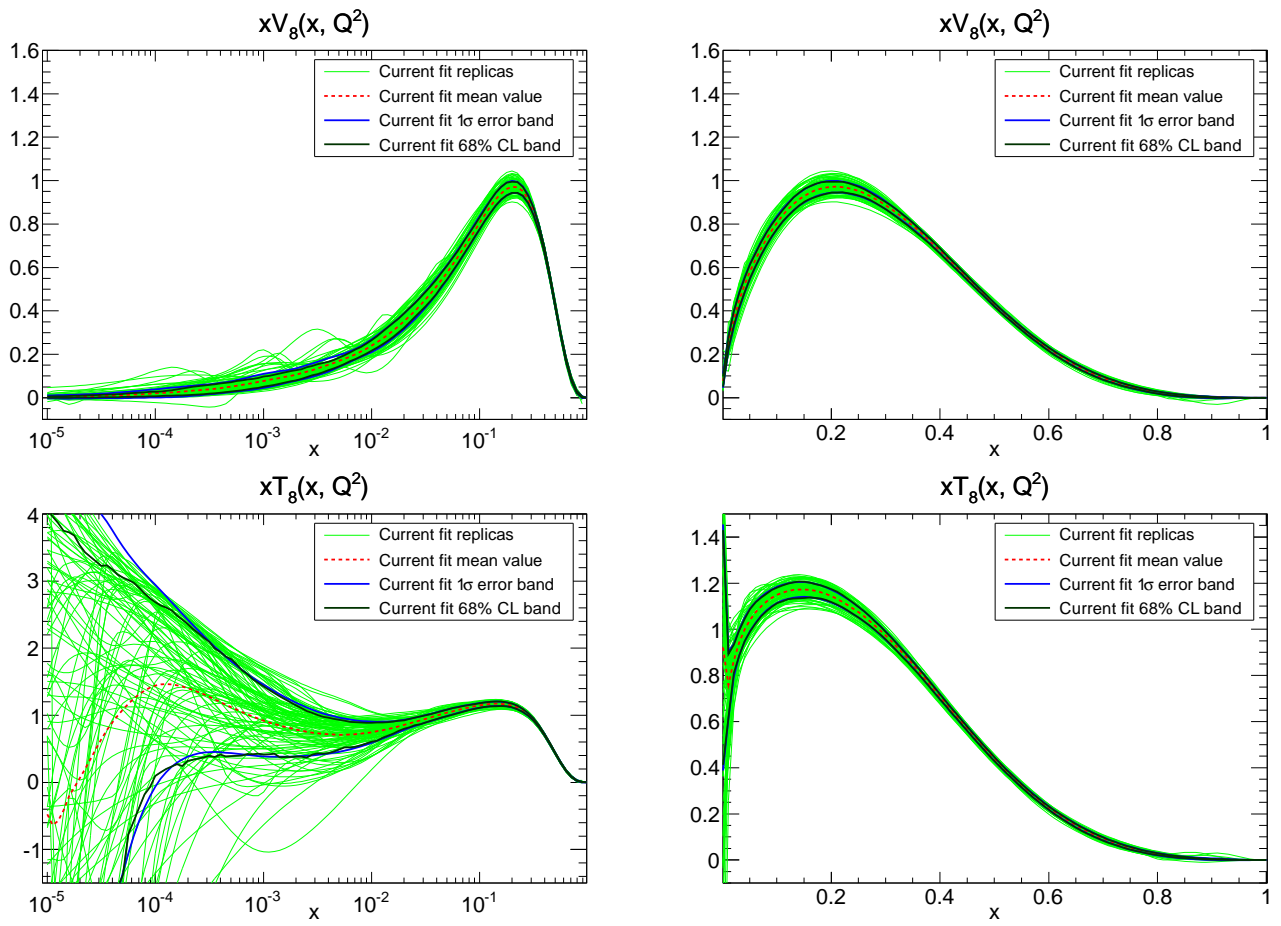 xV₈(x, Q²)
1.6
1.4
1.2
1
0.8
0.6
0.4
0.2
0
Current fit replicas
Current fit mean value
Current fit 1σ error band
Current fit 68% CL band
10⁻⁵ 10⁻⁴ 10⁻³ 10⁻² 10⁻¹
x
xV₈(x, Q²)
1.6
1.4
1.2
1
0.8
0.6
0.4
0.2
0
Current fit replicas
Current fit mean value
Current fit 1σ error band
Current fit 68% CL band
0.2 0.4 0.6 0.8 1
x
xT₈(x, Q²)
4
3
2
1
0
-1
Current fit replicas
Current fit mean value
Current fit 1σ error band
Current fit 68% CL band
10⁻⁵ 10⁻⁴ 10⁻³ 10⁻² 10⁻¹
x
xT₈(x, Q²)
1.4
1.2
1
0.8
0.6
0.4
0.2
0
Current fit replicas
Current fit mean value
Current fit 1σ error band
Current fit 68% CL band
0.2 0.4 0.6 0.8 1
x